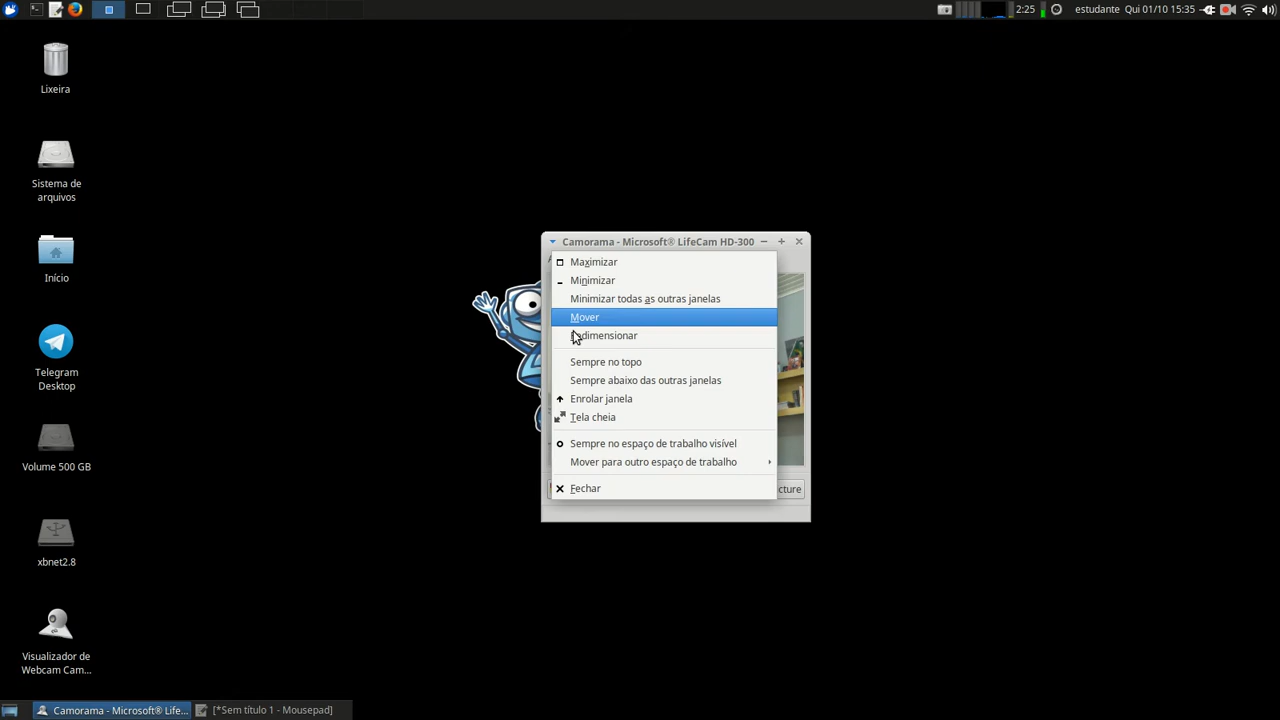 2:25
estudante Qui 01/10 15:35
Lixeira
Sistema de
arquivos
Início
Telegram
Desktop
Volume 500 GB
xbnet2.8
Visualizador de
Webcam Cam...
Camorama - Microsoft® LifeCam HD-300
Maximizar
Minimizar
Minimizar todas as outras janelas
Mover
Sempre no topo
Sempre abaixo das outras janelas
Enrolar janela
Tela cheia
Sempre no espaço de trabalho visível
Mover para outro espaço de trabalho
Fechar
cture
Camorama - Microsoft® Life...
[*Sem título 1 - Mousepad]